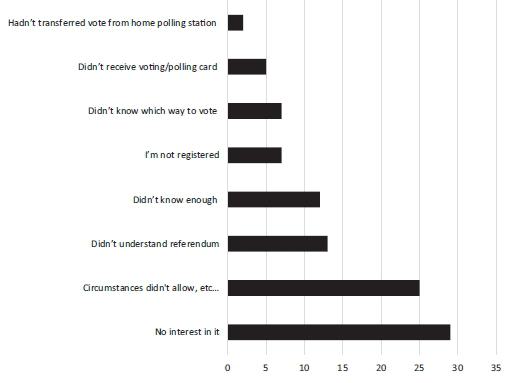 Hadn't transferred vote from home polling station
Didn't receive voting/polling card
Didn't know which way to vote
I'm not registered
Didn't know enough
Didn't understand referendum
Circumstances didn't allow, etc...
No interest in it
0 5 10 15 20 25 30 35